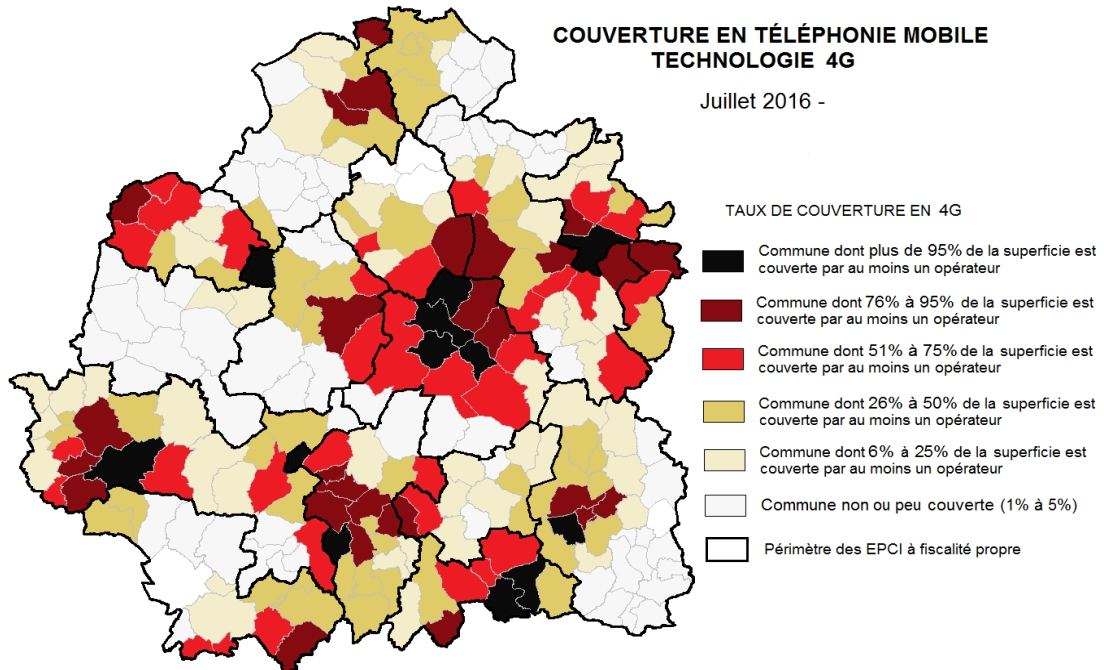 COUVERTURE EN TÉLÉPHONIE MOBILE
TECHNOLOGIE 4G
Juillet 2016 -
TAUX DE COUVERTURE EN 4G
Commune dont plus de 95% de la superficie est
couverte par au moins un opérateur
Commune dont 76% à 95% de la superficie est
couverte par au moins un opérateur
Commune dont 51% à 75% de la superficie est
couverte par au moins un opérateur
Commune dont 26% à 50% de la superficie est
couverte par au moins un opérateur
Commune dont 6% à 25% de la superficie est
couverte par au moins un opérateur
Commune non ou peu couverte (1% à 5%)
Périmètre des EPCI à fiscalité propre